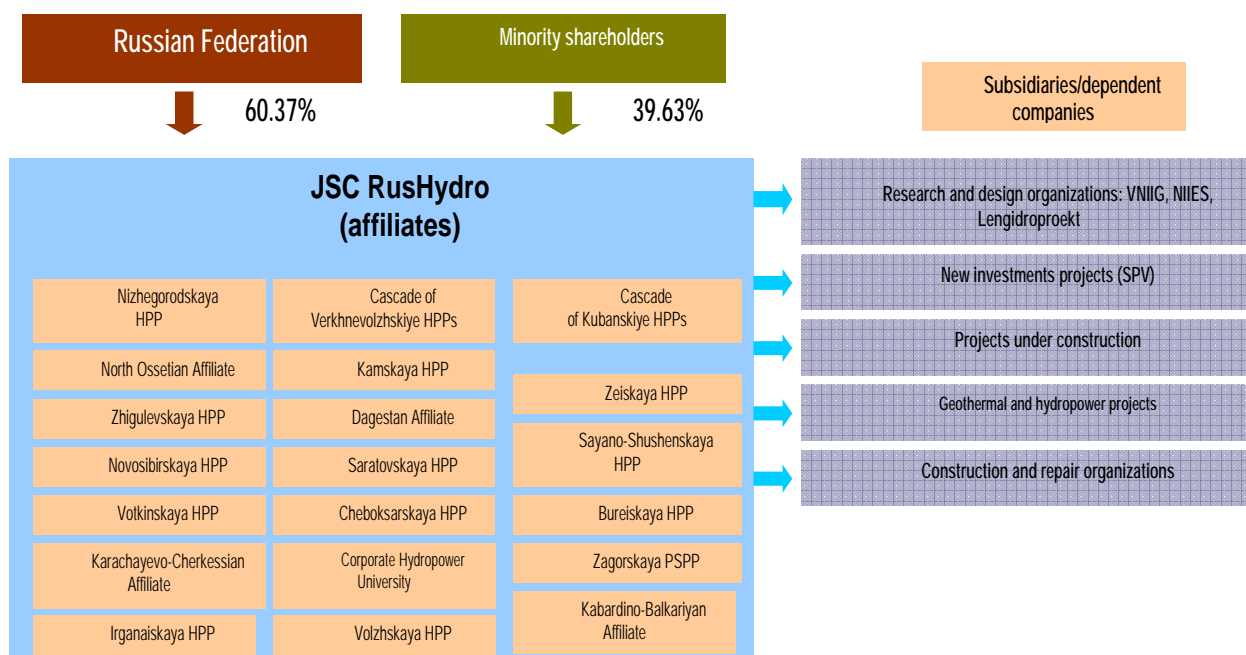 Russian Federation
Minority shareholders
60.37%
39.63%
Subsidiaries/dependent
companies
JSC RusHydro
(affiliates)
Nizhegorodskaya
HPP
Cascade of
Verkhnevolzhskiye HPPs
Cascade
of Kubanskiye HPPs
North Ossetian Affiliate
Kamskaya HPP
Zeiskaya HPP
Zhigulevskaya HPP
Dagestan Affiliate
Sayano-Shushenskaya
HPP
Novosibirskaya HPP
Saratovskaya HPP
Votkinskaya HPP
Cheboksarskaya HPP
Bureiskaya HPP
Karachayevo-Cherkessian
Affiliate
Corporate Hydropower
University
Zagorskaya PSPP
Irganaiskaya HPP
Volzhskaya HPP
Kabardino-Balkariyan
Affiliate
Research and design organizations: VNIIG, NIIES,
Lengidroproekt
New investments projects (SPV)
Projects under construction
Geothermal and hydropower projects
Construction and repair organizations